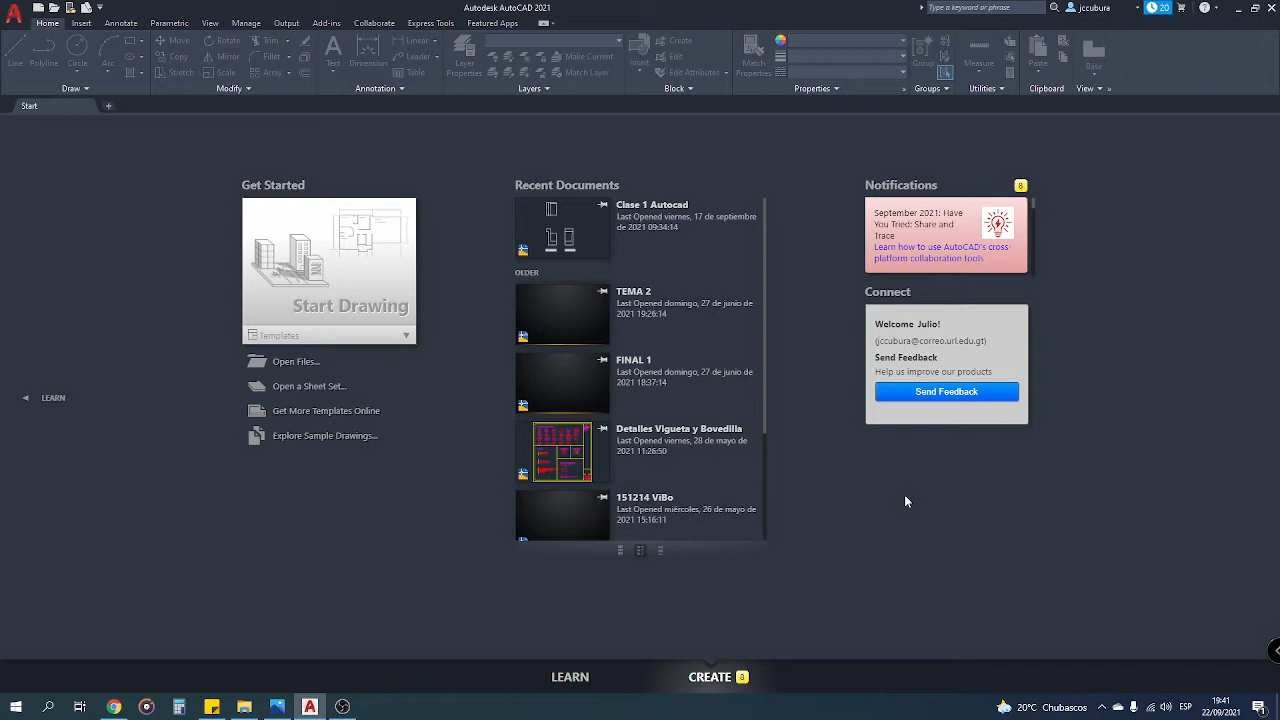 Autodesk AutoCAD 2021
Type a keyword or phrase
jccubura
20
Home
Insert
Annotate
Parametric
View
Manage
Output
Add-ins
Collaborate
Express Tools
Featured Apps
Line
Polyline
Circle
Arc
Move
Rotate
Trim
Copy
Mirror
Fillet
Stretch
Scale
Array
Text
Dimension
Linear
Leader
Table
Layer
Properties
Make Current
Match Layer
Insert
Create
Edit
Edit Attributes
Match
Properties
Group
Measure
Paste
Base
Draw
Modify
Annotation
Layers
Block
Properties
Groups
Utilities
Clipboard
View
Start
Get Started
Start Drawing
Templates
Open Files...
Open a Sheet Set...
Get More Templates Online
Explore Sample Drawings...
LEARN
Recent Documents
Clase 1 Autocad
Last Opened viernes, 17 de septiembre
de 2021 09:34:14
OLDER
TEMA 2
Last Opened domingo, 27 de junio de
2021 19:26:14
FINAL 1
Last Opened domingo, 27 de junio de
2021 18:37:14
Detalles Vigueta y Bovedilla
Last Opened viernes, 28 de mayo de
2021 11:26:50
151214 ViBo
Last Opened miércoles, 26 de mayo de
2021 15:16:11
Notifications
8
September 2021: Have
You Tried: Share and
Trace
Learn how to use AutoCAD's cross-
platform collaboration tools
Connect
Welcome Julio!
(jccubura@correo.url.edu.gt)
Send Feedback
Help us improve our products
Send Feedback
LEARN
CREATE
8
20°C Chubascos
ESP
19:41
22/09/2021